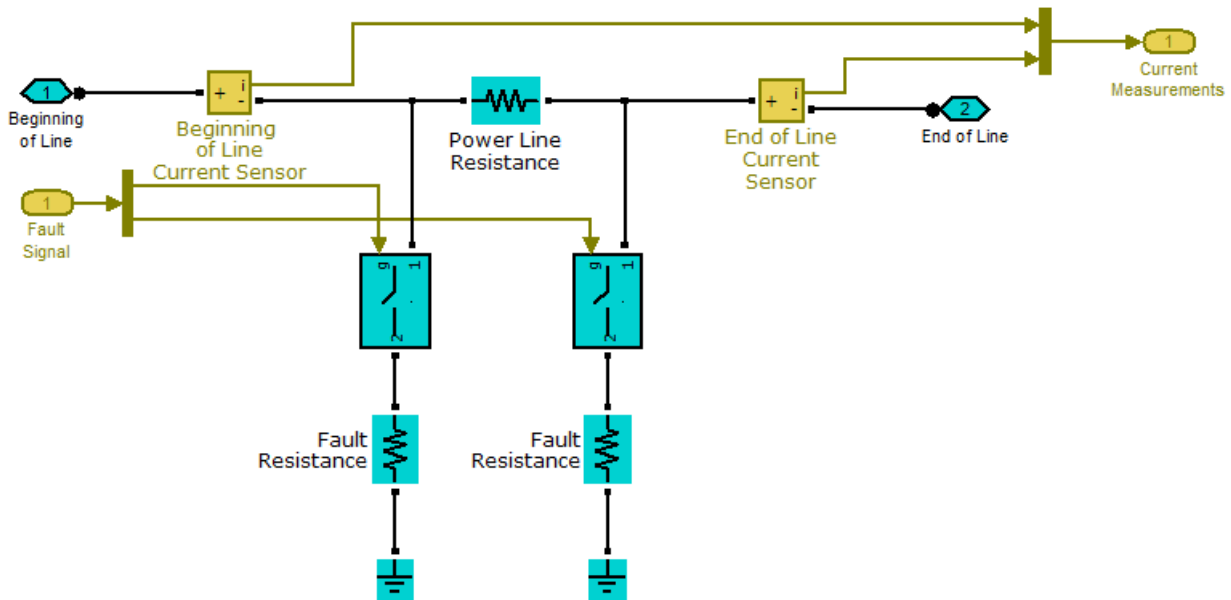 1
Current
Measurements
1
Beginning
of Line
+
i
-
Beginning
of Line
Current Sensor
Power Line
Resistance
+
i
-
End of Line
Current
Sensor
2
End of Line
1
Fault
Signal
g
1
2
g
1
2
Fault
Resistance
Fault
Resistance